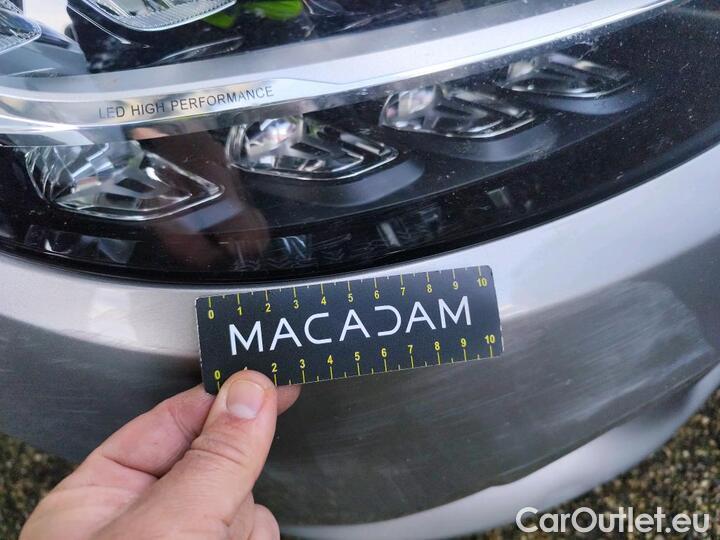 LED HIGH PERFORMANCE
0 1 2 3 4 5 6 7 8 9 10
MACADAM
0 1 2 3 4 5 6 7 8 9 10
CarOutlet.eu